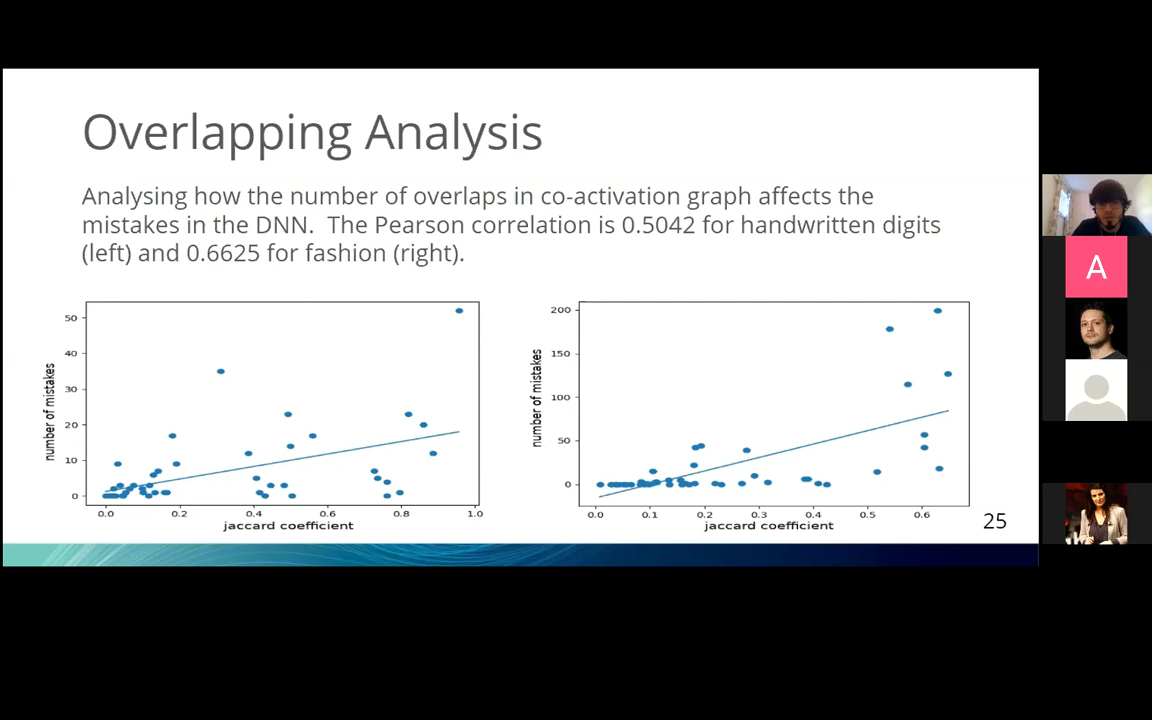 Overlapping Analysis
Analysing how the number of overlaps in co-activation graph affects the
mistakes in the DNN. The Pearson correlation is 0.5042 for handwritten digits
(left) and 0.6625 for fashion (right).
number of mistakes
50
40
30
20
10
0
0.0 0.2 0.4 0.6 0.8 1.0
jaccard coefficient
number of mistakes
200
150
100
50
0
0.0 0.1 0.2 0.3 0.4 0.5 0.6
jaccard coefficient
25
A